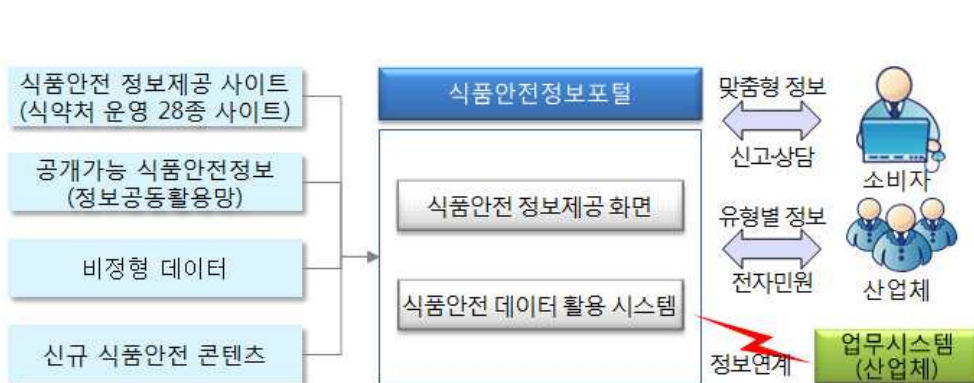 식품안전 정보제공 사이트
(식약처 운영 28종 사이트)
공개가능 식품안전정보
(정보공동활용망)
비정형 데이터
신규 식품안전 콘텐츠
식품안전정보포털
식품안전 정보제공 화면
식품안전 데이터 활용 시스템
맞춤형 정보
신고·상담
소비자
유형별 정보
전자민원
산업체
정보연계
업무시스템
(산업체)